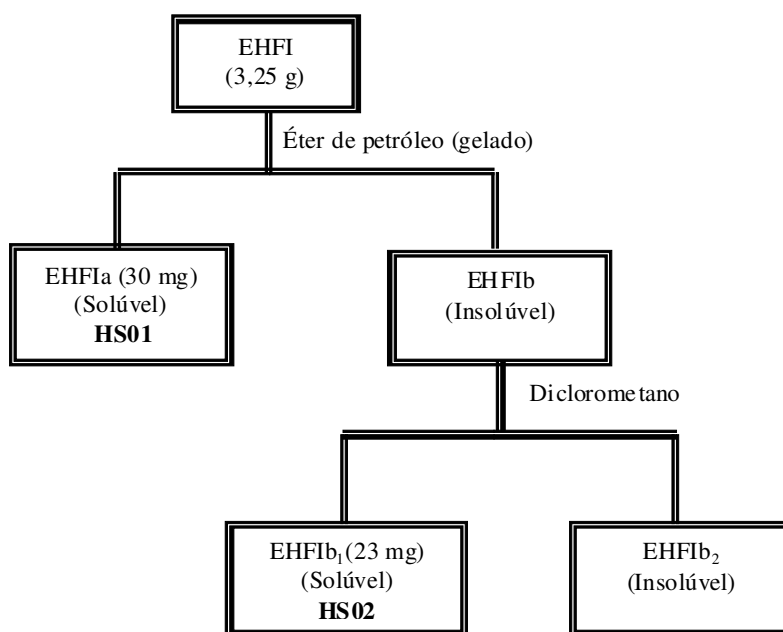 EHFI
(3,25 g)
Éter de petróleo (gelado)
EHFIa (30 mg)
(Solúvel)
HS01
EHFIb
(Insolúvel)
Diclorometano
EHFIb₁(23 mg)
(Solúvel)
HS02
EHFIb₂
(Insolúvel)